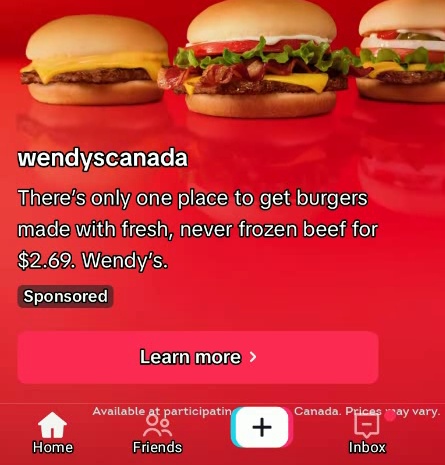 wendyscanada
There's only one place to get burgers
made with fresh, never frozen beef for
$2.69. Wendy's.
Sponsored
Learn more >
Available at Canada. Prices may vary.
Home Friends Inbox